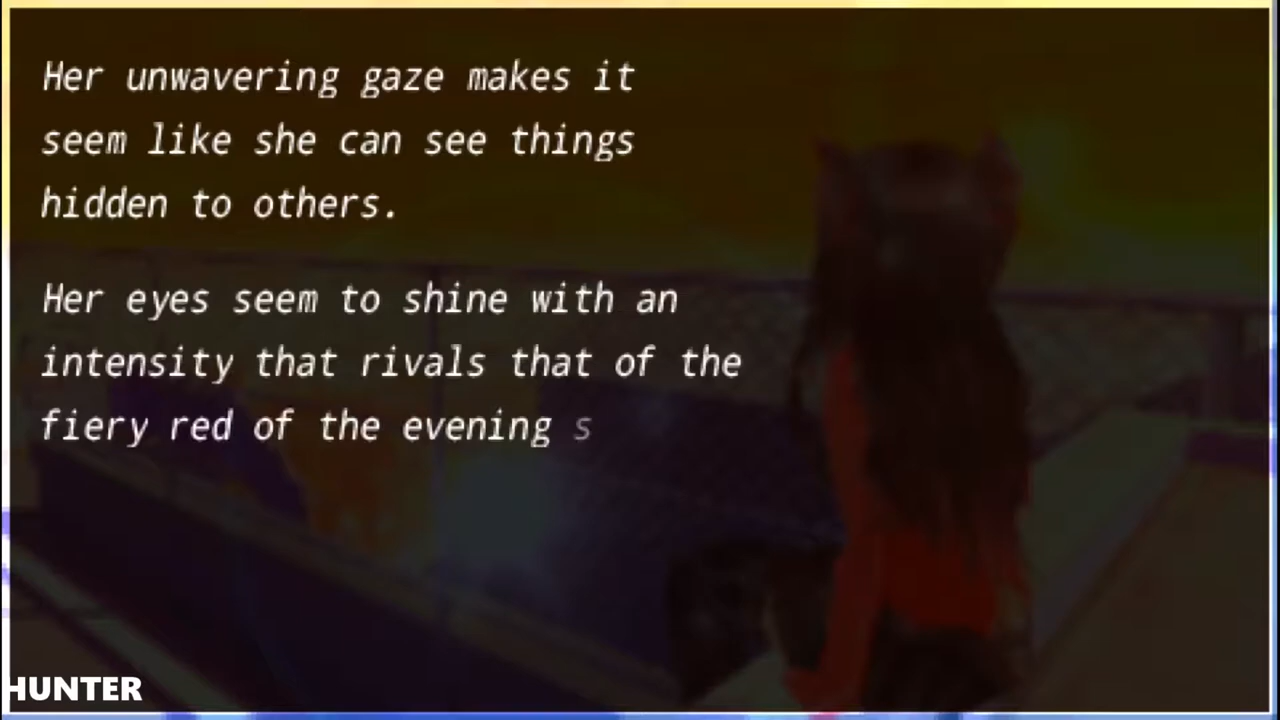 Her unwavering gaze makes it
seem like she can see things
hidden to others.
Her eyes seem to shine with an
intensity that rivals that of the
fiery red of the evening s
HUNTER